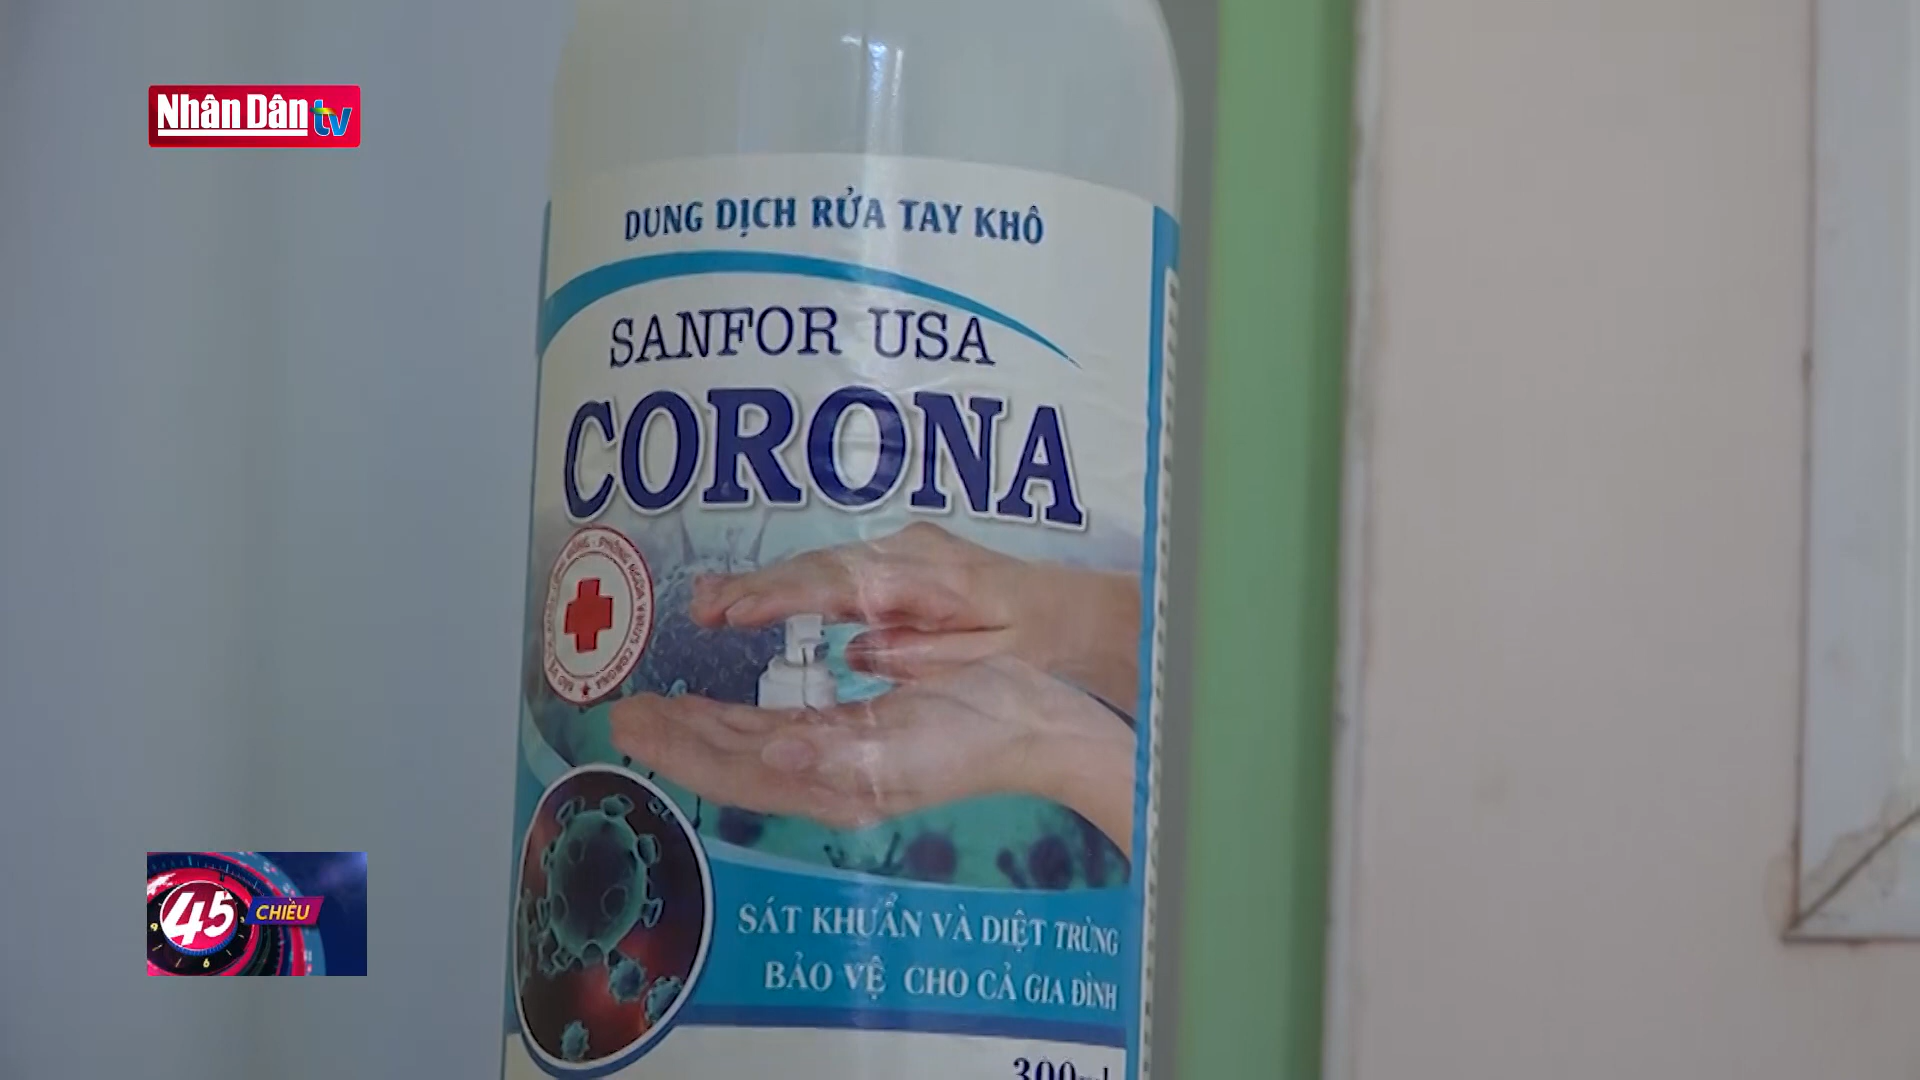 Nhân Dân tv
DUNG DỊCH RỬA TAY KHÔ
SANFOR USA
CORONA
SÁT KHUẨN VÀ DIỆT TRÙNG
BẢO VỆ CHO CẢ GIA ĐÌNH
300ml
45 CHIỀU